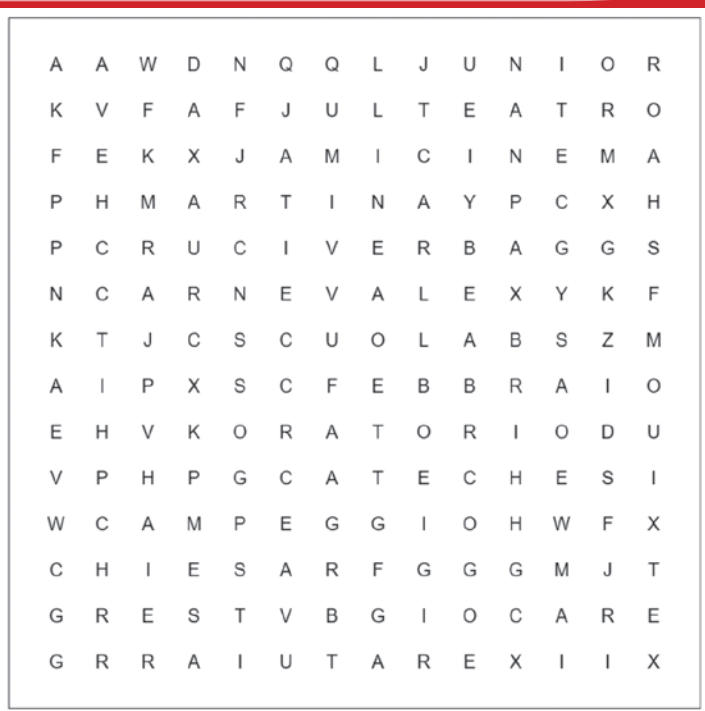 A A W D N Q Q L J U N I O R
K V F A F J U L T E A T R O
F E K X J A M I C I N E M A
P H M A R T I N A Y P C X H
P C R U C I V E R B A G G S
N C A R N E V A L E X Y K F
K T J C S C U O L A B S Z M
A I P X S C F E B B R A I O
E H V K O R A T O R I O D U
V P H P G C A T E C H E S I
W C A M P E G G I O H W F X
C H I E S A R F G G G M J T
G R E S T V B G I O C A R E
G R R A I U T A R E X I I X